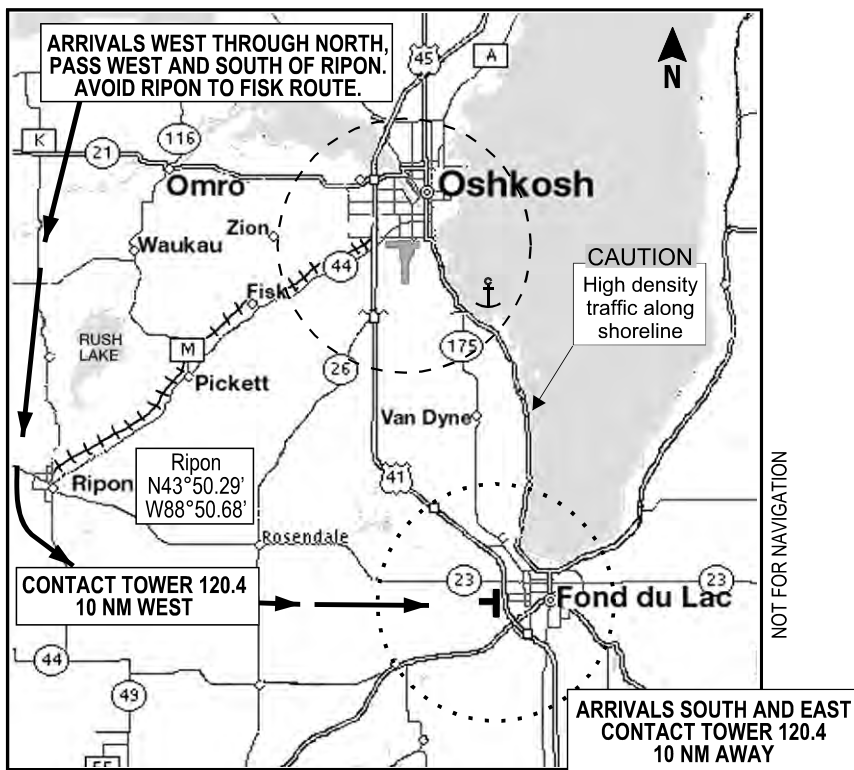 ARRIVALS WEST THROUGH NORTH,
PASS WEST AND SOUTH OF RIPON.
AVOID RIPON TO FISK ROUTE.
45
A
N
K
116
21
Omro
Oshkosh
Zion
Waukau
44
CAUTION
High density
traffic along
shoreline
Fisk
RUSH
LAKE
M
175
26
Pickett
Van Dyne
Ripon
Ripon
N43°50.29'
W88°50.68'
41
NOT FOR NAVIGATION
Rosendale
CONTACT TOWER 120.4
10 NM WEST
23
Fond du Lac
23
44
49
ARRIVALS SOUTH AND EAST
CONTACT TOWER 120.4
10 NM AWAY